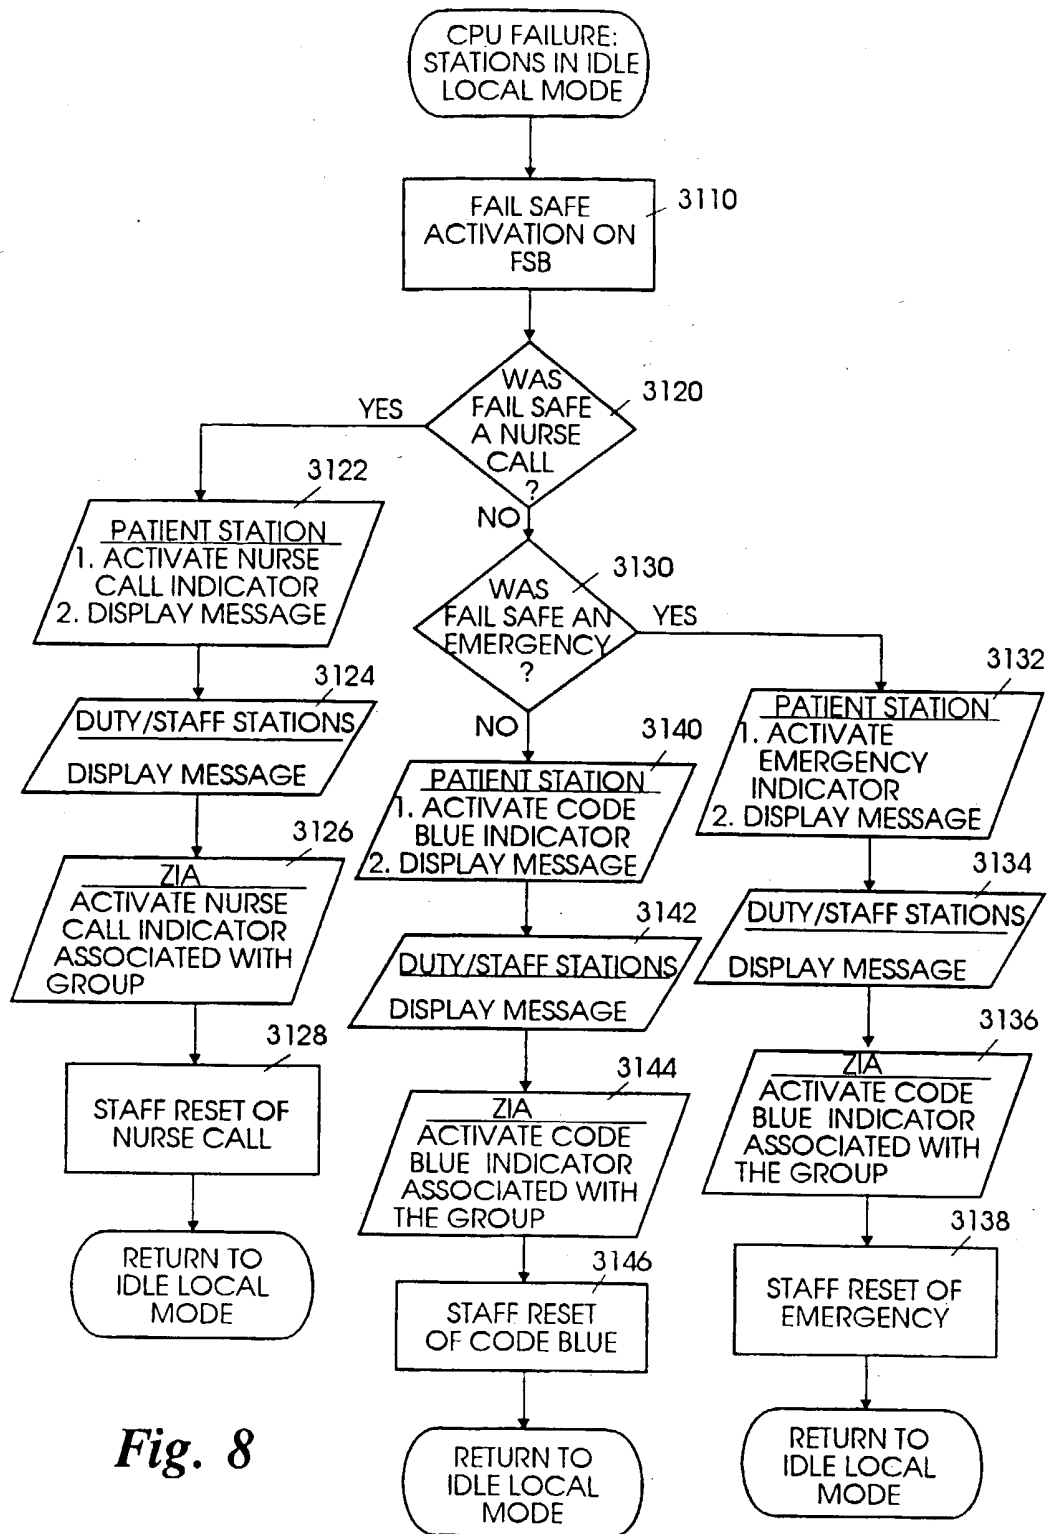 CPU FAILURE:
STATIONS IN IDLE
LOCAL MODE
FAIL SAFE
ACTIVATION ON
FSB
3110
WAS
FAIL SAFE
A NURSE
CALL
?
3120
YES
NO
3122
PATIENT STATION
1. ACTIVATE NURSE
CALL INDICATOR
2. DISPLAY MESSAGE
3124
DUTY/STAFF STATIONS
DISPLAY MESSAGE
3126
ZIA
ACTIVATE NURSE
CALL INDICATOR
ASSOCIATED WITH
GROUP
3128
STAFF RESET OF
NURSE CALL
RETURN TO
IDLE LOCAL
MODE
WAS
FAIL SAFE AN
EMERGENCY
?
3130
YES
NO
3140
PATIENT STATION
1. ACTIVATE CODE
BLUE INDICATOR
2. DISPLAY MESSAGE
3142
DUTY/STAFF STATIONS
DISPLAY MESSAGE
3144
ZIA
ACTIVATE CODE
BLUE INDICATOR
ASSOCIATED WITH
THE GROUP
3146
STAFF RESET
OF CODE BLUE
RETURN TO
IDLE LOCAL
MODE
3132
PATIENT STATION
1. ACTIVATE
EMERGENCY
INDICATOR
2. DISPLAY MESSAGE
3134
DUTY/STAFF STATIONS
DISPLAY MESSAGE
3136
ZIA
ACTIVATE CODE
BLUE INDICATOR
ASSOCIATED WITH
THE GROUP
3138
STAFF RESET OF
EMERGENCY
RETURN TO
IDLE LOCAL
MODE
Fig. 8